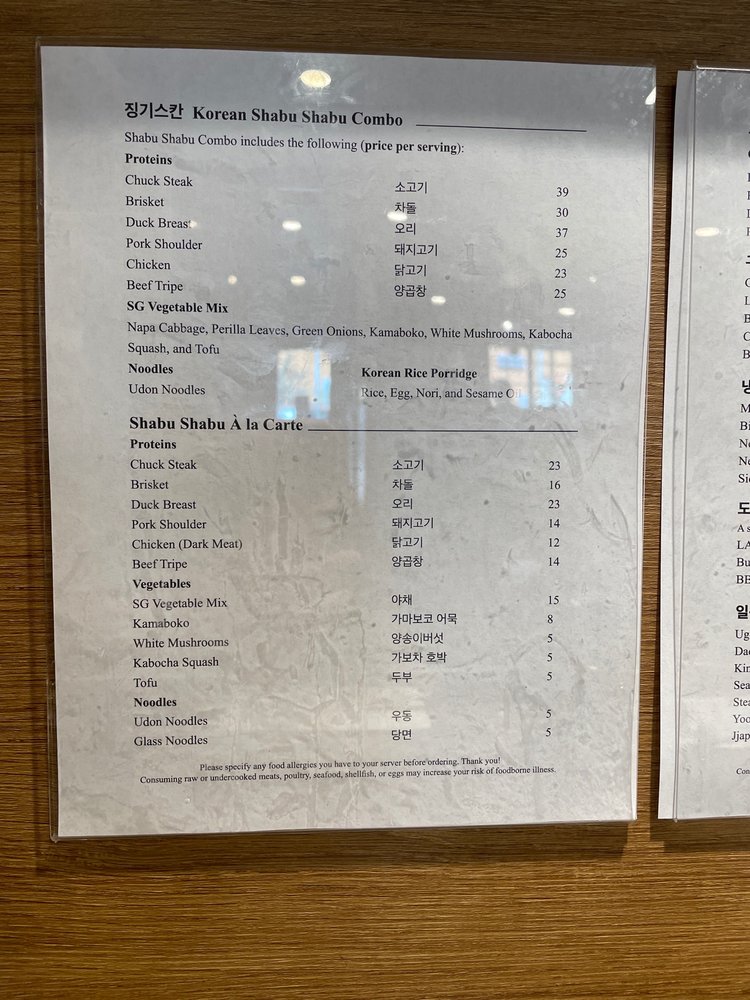 징기스칸 Korean Shabu Shabu Combo
Shabu Shabu Combo includes the following (price per serving):
Proteins
Chuck Steak 소고기 39
Brisket 차돌 30
Duck Breast 오리 37
Pork Shoulder 돼지고기 25
Chicken 닭고기 23
Beef Tripe 양곱창 25
SG Vegetable Mix
Napa Cabbage, Perilla Leaves, Green Onions, Kamaboko, White Mushrooms, Kabocha
Squash, and Tofu
Noodles Korean Rice Porridge
Udon Noodles Rice, Egg, Nori, and Sesame Oil
Shabu Shabu À la Carte
Proteins
Chuck Steak 소고기 23
Brisket 차돌 16
Duck Breast 오리 23
Pork Shoulder 돼지고기 14
Chicken (Dark Meat) 닭고기 12
Beef Tripe 양곱창 14
Vegetables
SG Vegetable Mix 야채 15
Kamaboko 가마보코 어묵 8
White Mushrooms 양송이버섯 5
Kabocha Squash 가보차 호박 5
Tofu 두부 5
Noodles
Udon Noodles 우동 5
Glass Noodles 당면 5
Please specify any food allergies you have to your server before ordering. Thank you!
Consuming raw or undercooked meats, poultry, seafood, shellfish, or eggs may increase your risk of foodborne illness.